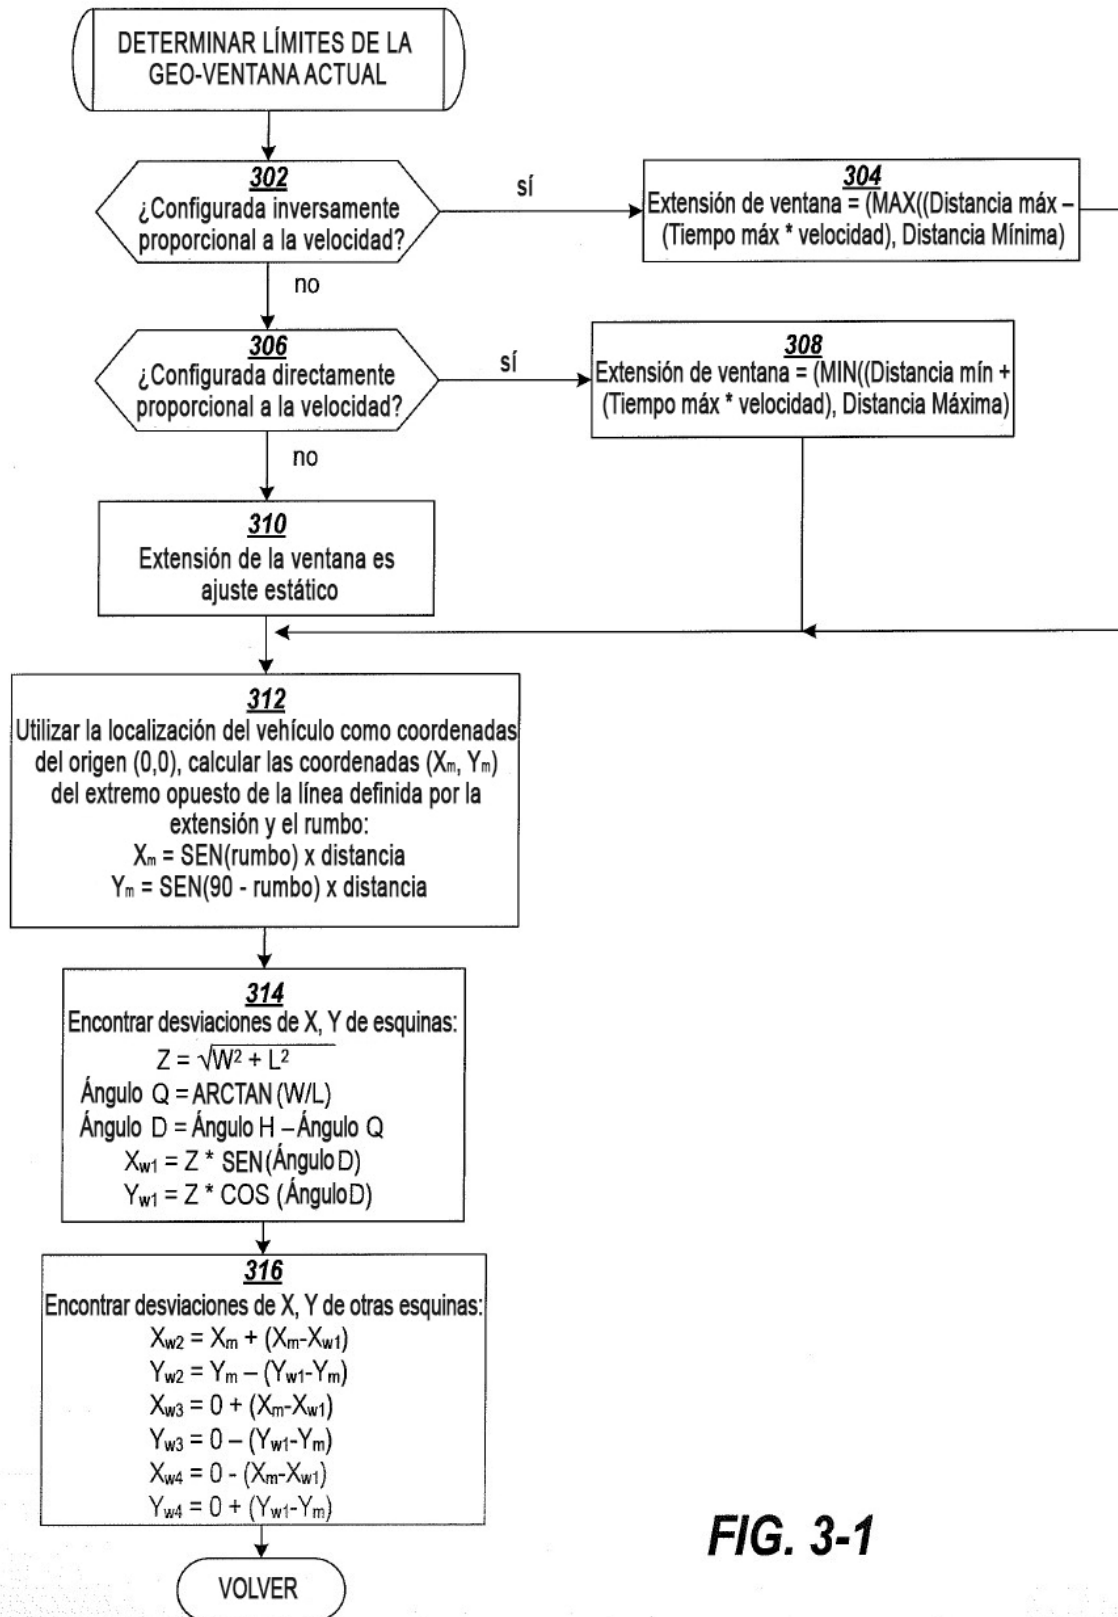 DETERMINAR LÍMITES DE LA
GEO-VENTANA ACTUAL
302
¿Configurada inversamente
proporcional a la velocidad?
sí
304
Extensión de ventana = (MAX((Distancia máx –
(Tiempo máx * velocidad), Distancia Mínima)
no
306
¿Configurada directamente
proporcional a la velocidad?
sí
308
Extensión de ventana = (MIN((Distancia mín +
(Tiempo máx * velocidad), Distancia Máxima)
no
310
Extensión de la ventana es
ajuste estático
312
Utilizar la localización del vehículo como coordenadas
del origen (0,0), calcular las coordenadas (Xm, Ym)
del extremo opuesto de la línea definida por la
extensión y el rumbo:
Xm = SEN(rumbo) x distancia
Ym = SEN(90 - rumbo) x distancia
314
Encontrar desviaciones de X, Y de esquinas:
Z = √W² + L²
Ángulo Q = ARCTAN (W/L)
Ángulo D = Ángulo H – Ángulo Q
Xw1 = Z * SEN (Ángulo D)
Yw1 = Z * COS (Ángulo D)
316
Encontrar desviaciones de X, Y de otras esquinas:
Xw2 = Xm + (Xm-Xw1)
Yw2 = Ym – (Yw1-Ym)
Xw3 = 0 + (Xm-Xw1)
Yw3 = 0 – (Yw1-Ym)
Xw4 = 0 - (Xm-Xw1)
Yw4 = 0 + (Yw1-Ym)
VOLVER
FIG. 3-1